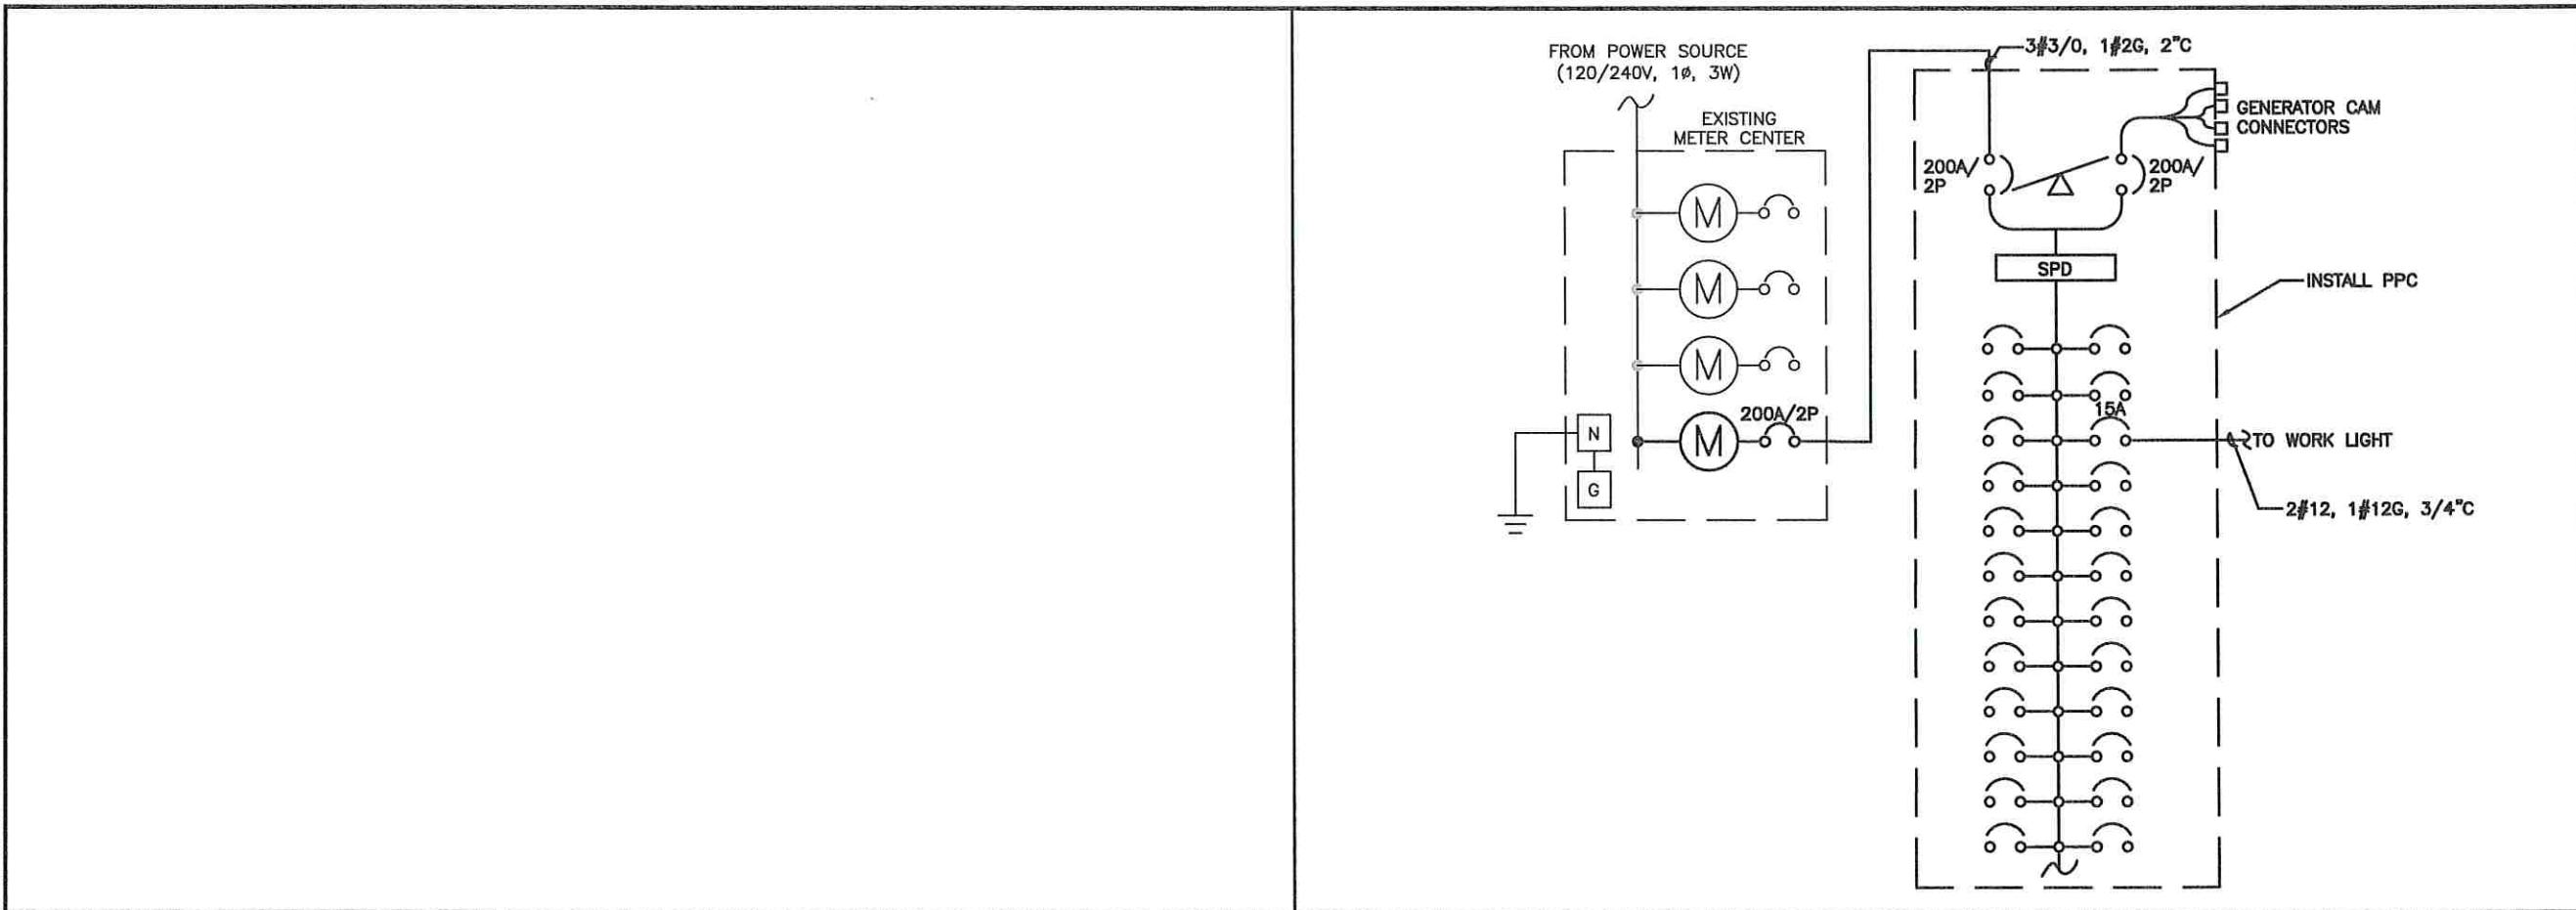 FROM POWER SOURCE
(120/240V, 1ø, 3W)
EXISTING
METER CENTER
M
M
M
200A/2P
M
N
G
3#3/0, 1#2G, 2"C
GENERATOR CAM
CONNECTORS
200A/
2P
200A/
2P
SPD
INSTALL PPC
15A
TO WORK LIGHT
2#12, 1#12G, 3/4"C